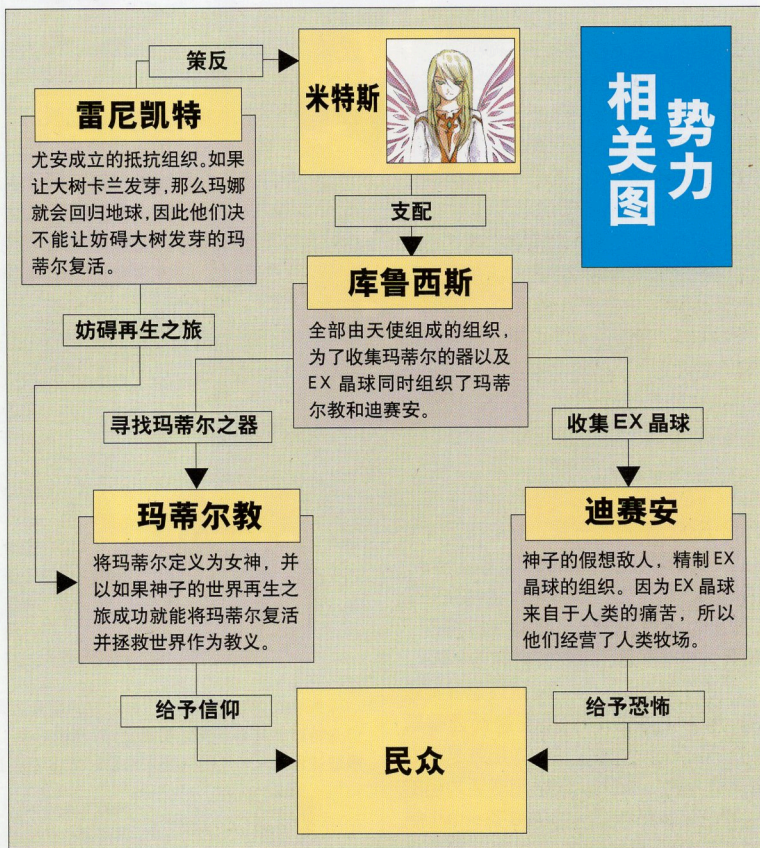 势力
相关图
策反
米特斯
雷尼凯特
尤安成立的抵抗组织。如果
让大树卡兰发芽,那么玛娜
就会回归地球,因此他们决
不能让妨碍大树发芽的玛
蒂尔复活。
支配
妨碍再生之旅
库鲁西斯
全部由天使组成的组织，
为了收集玛蒂尔的器以及
EX 晶球同时组织了玛蒂
尔教和迪赛安。
寻找玛蒂尔之器
收集 EX 晶球
玛蒂尔教
将玛蒂尔定义为女神，并
以如果神子的世界再生之
旅成功就能将玛蒂尔复活
并拯救世界作为教义。
迪赛安
神子的假想敌人，精制 EX
晶球的组织。因为 EX 晶球
来自于人类的痛苦，所以
他们经营了人类牧场。
给予信仰
给予恐怖
民众